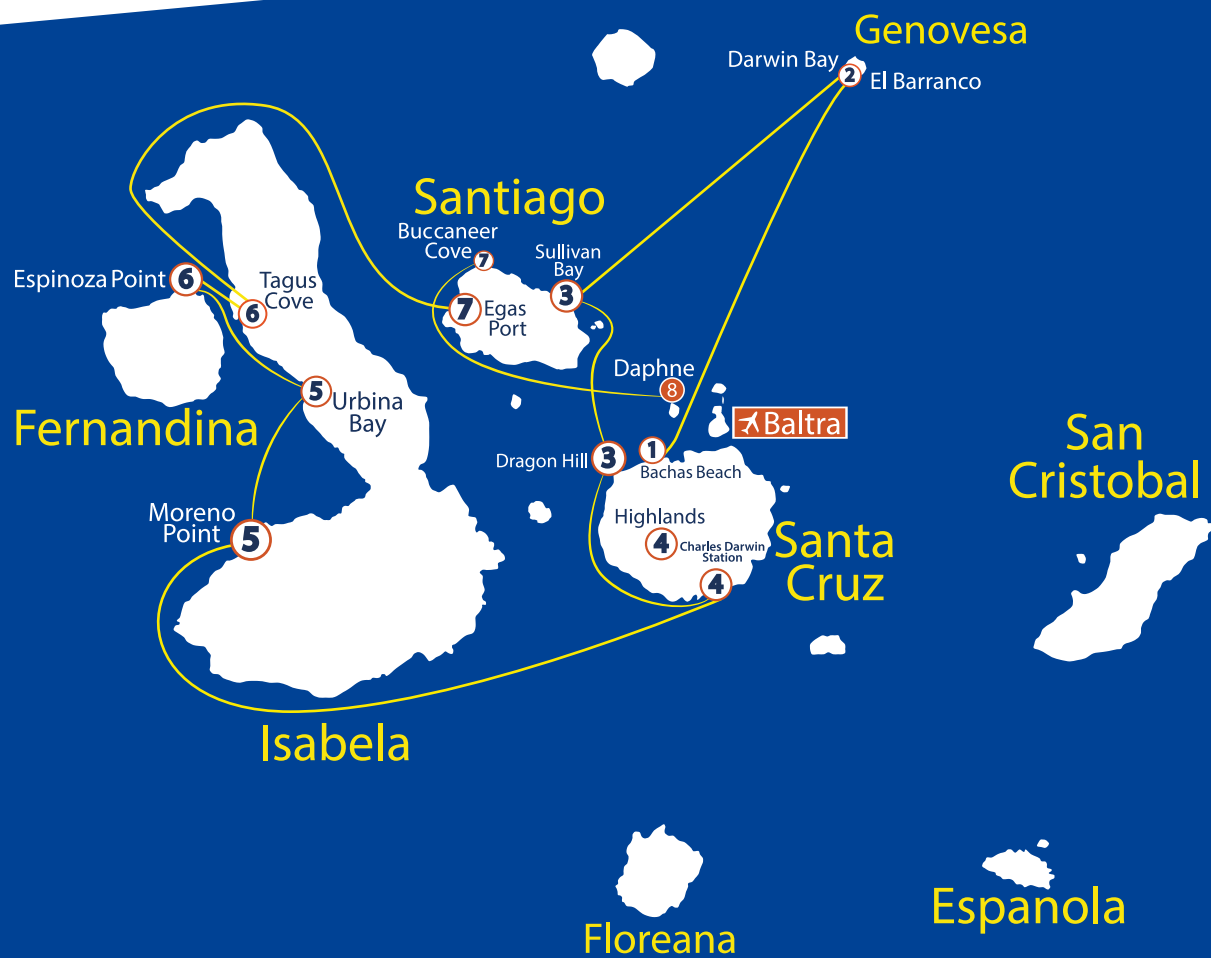 Genovesa
Darwin Bay
2
El Barranco
Santiago
Buccaneer
Cove
7
Sullivan
Bay
3
Espinoza Point
6
Tagus
Cove
6
7
Egas
Port
Daphne
8
5
Urbina
Bay
Fernandina
Baltra
San
Cristobal
Dragon Hill
3
1
Bachas Beach
Moreno
Point
5
Highlands
4
Charles Darwin
Station
4
Santa
Cruz
Isabela
Espanola
Floreana